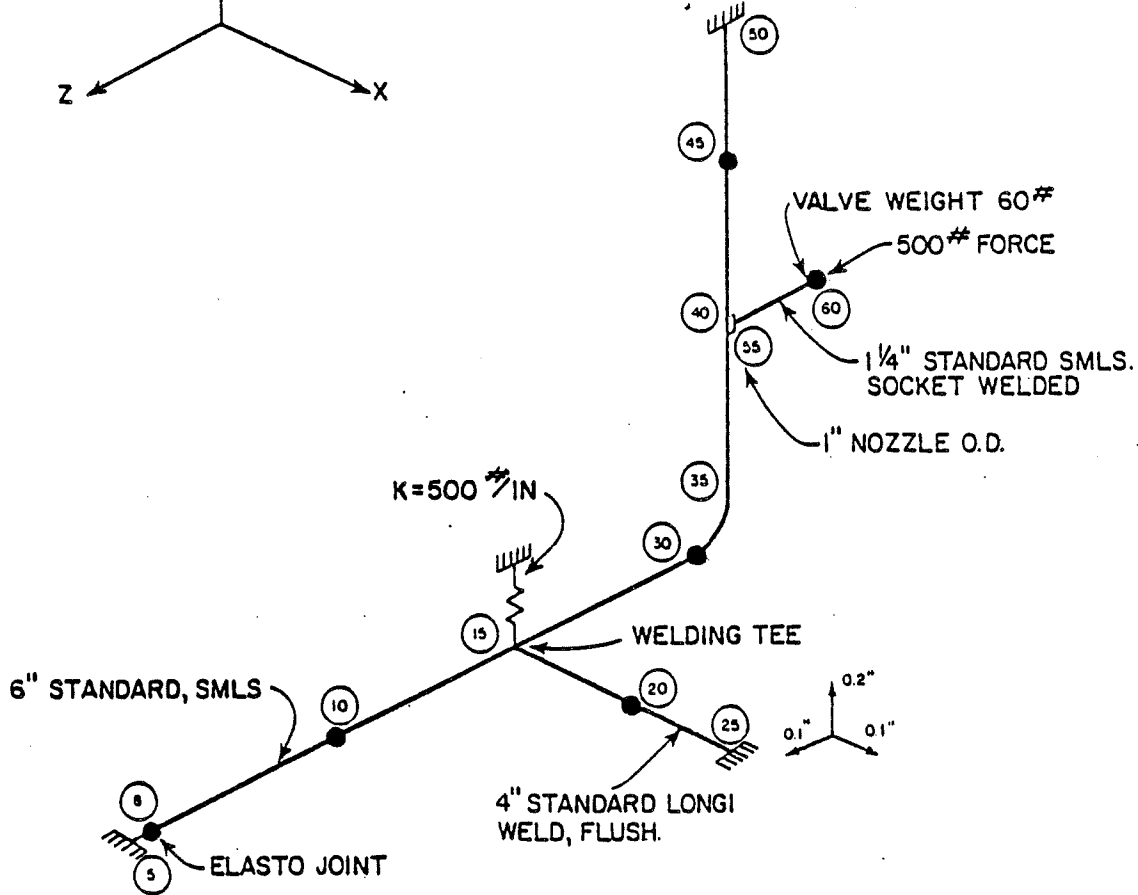 50
Z
X
45
VALVE WEIGHT 60#
500# FORCE
40
60
55
1 1/4" STANDARD SMLS.
SOCKET WELDED
1" NOZZLE O.D.
35
K=500 #/IN
30
15
WELDING TEE
6" STANDARD, SMLS
10
20
25
0.2"
0.1"
0.1"
4" STANDARD LONGI
WELD, FLUSH.
ELASTO JOINT
5